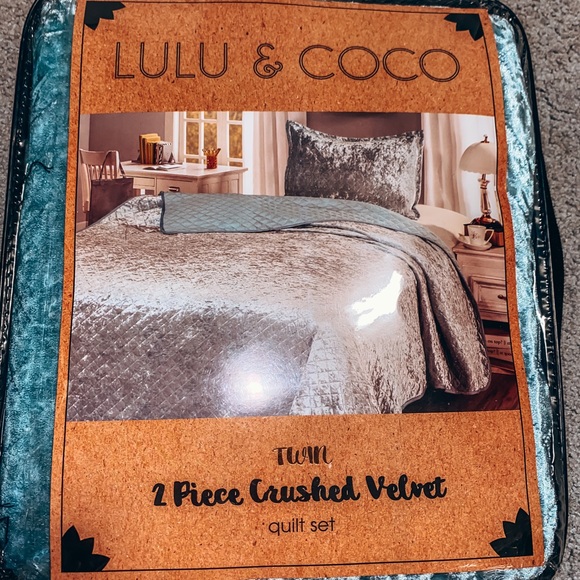 LULU & COCO
TWIN
2 Piece Crushed Velvet
quilt set